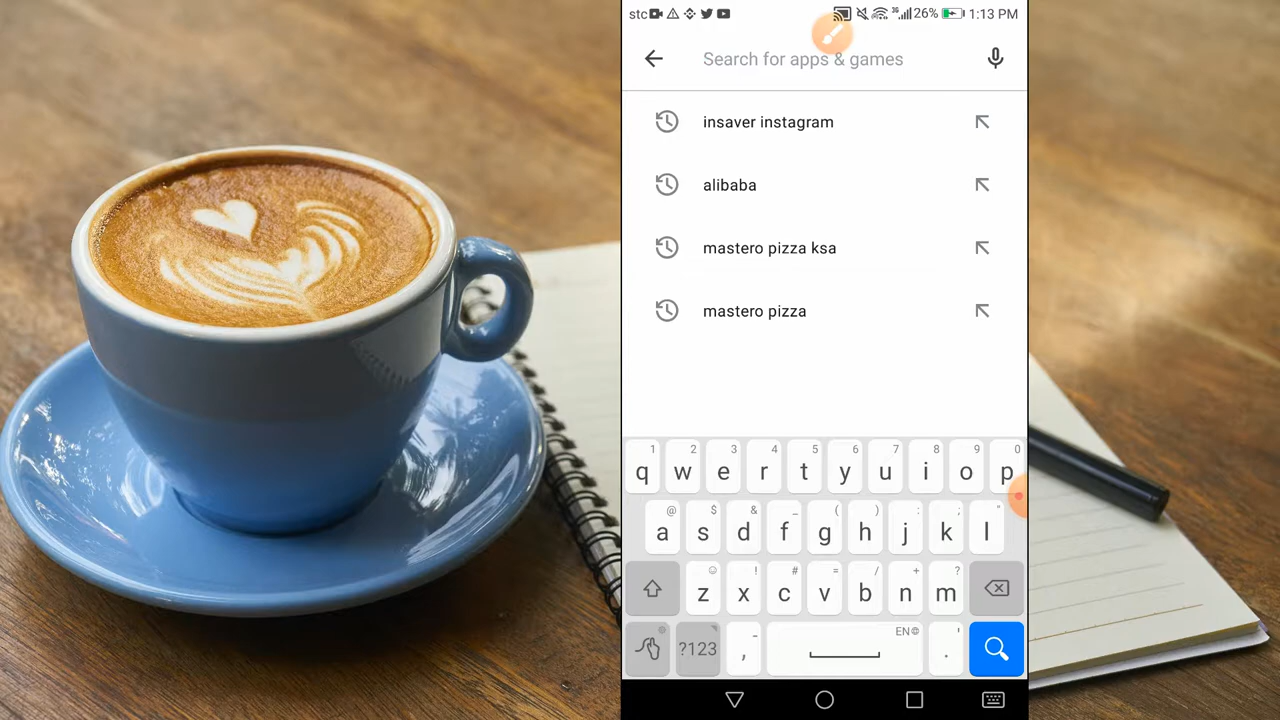 stc 26% 1:13 PM
Search for apps & games
insaver instagram
alibaba
mastero pizza ksa
mastero pizza
1 2 3 4 5 6 7 8 9 0
q w e r t y u i o p
@ $ & _ ( ) : ; "
a s d f g h j k l
! # = / + ?
z x c v b n m
EN
?123 , .